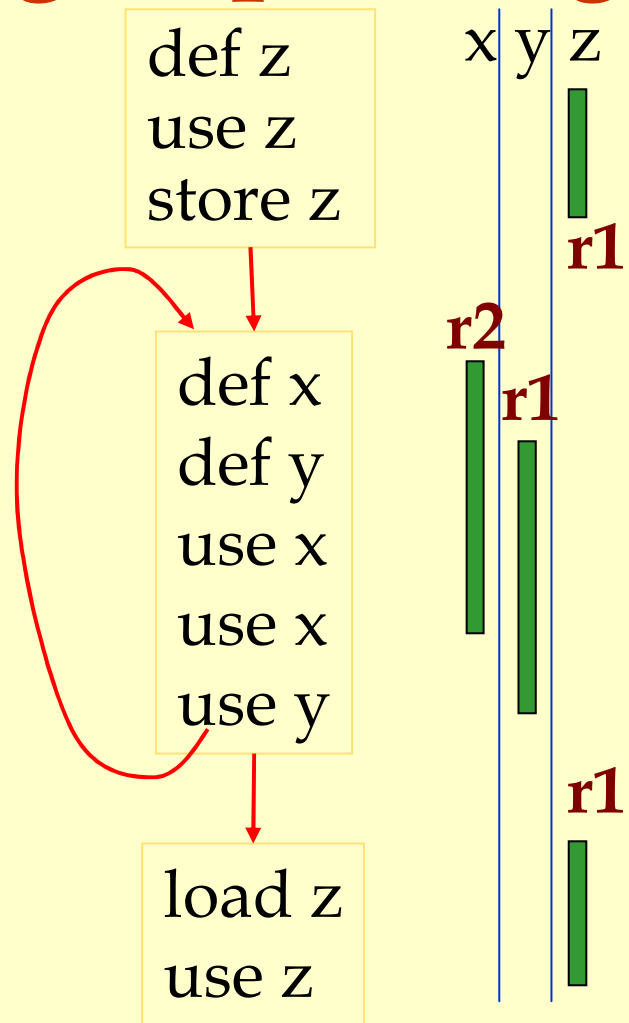 x y z
def z
use z
store z
r1
r2
def x
r1
def y
use x
use x
use y
r1
load z
use z